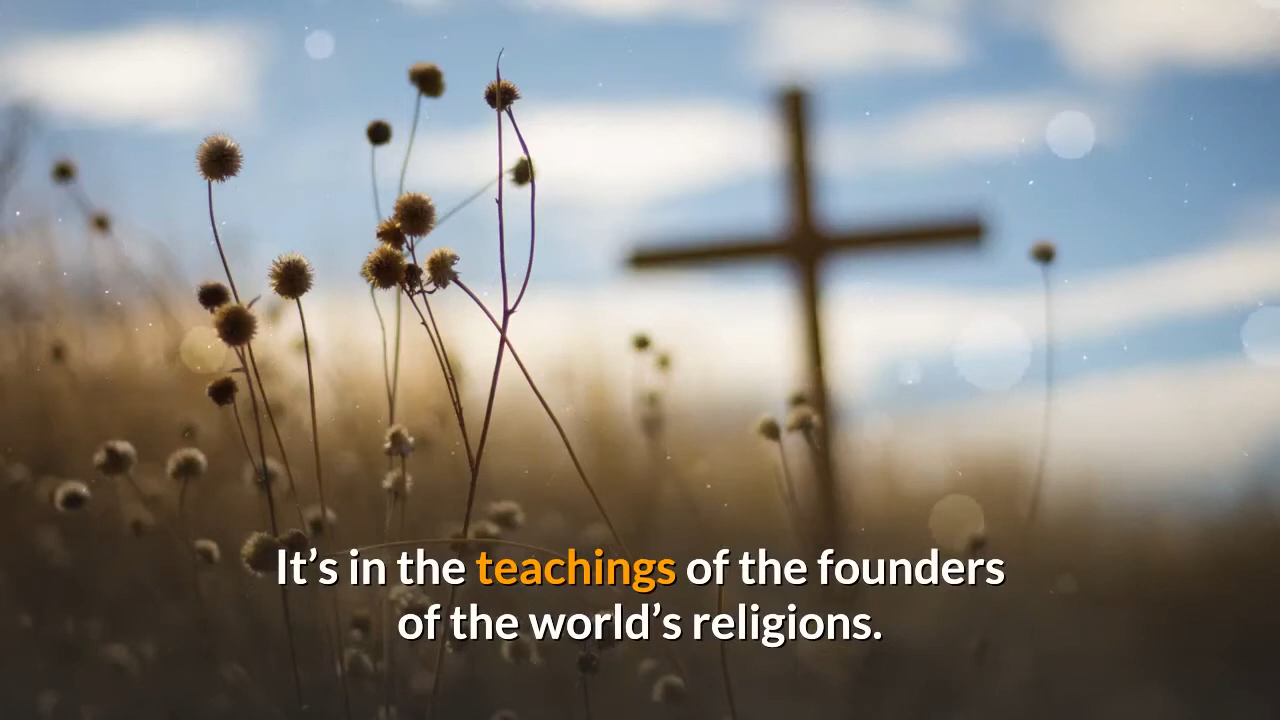 It’s in the teachings of the founders
of the world’s religions.